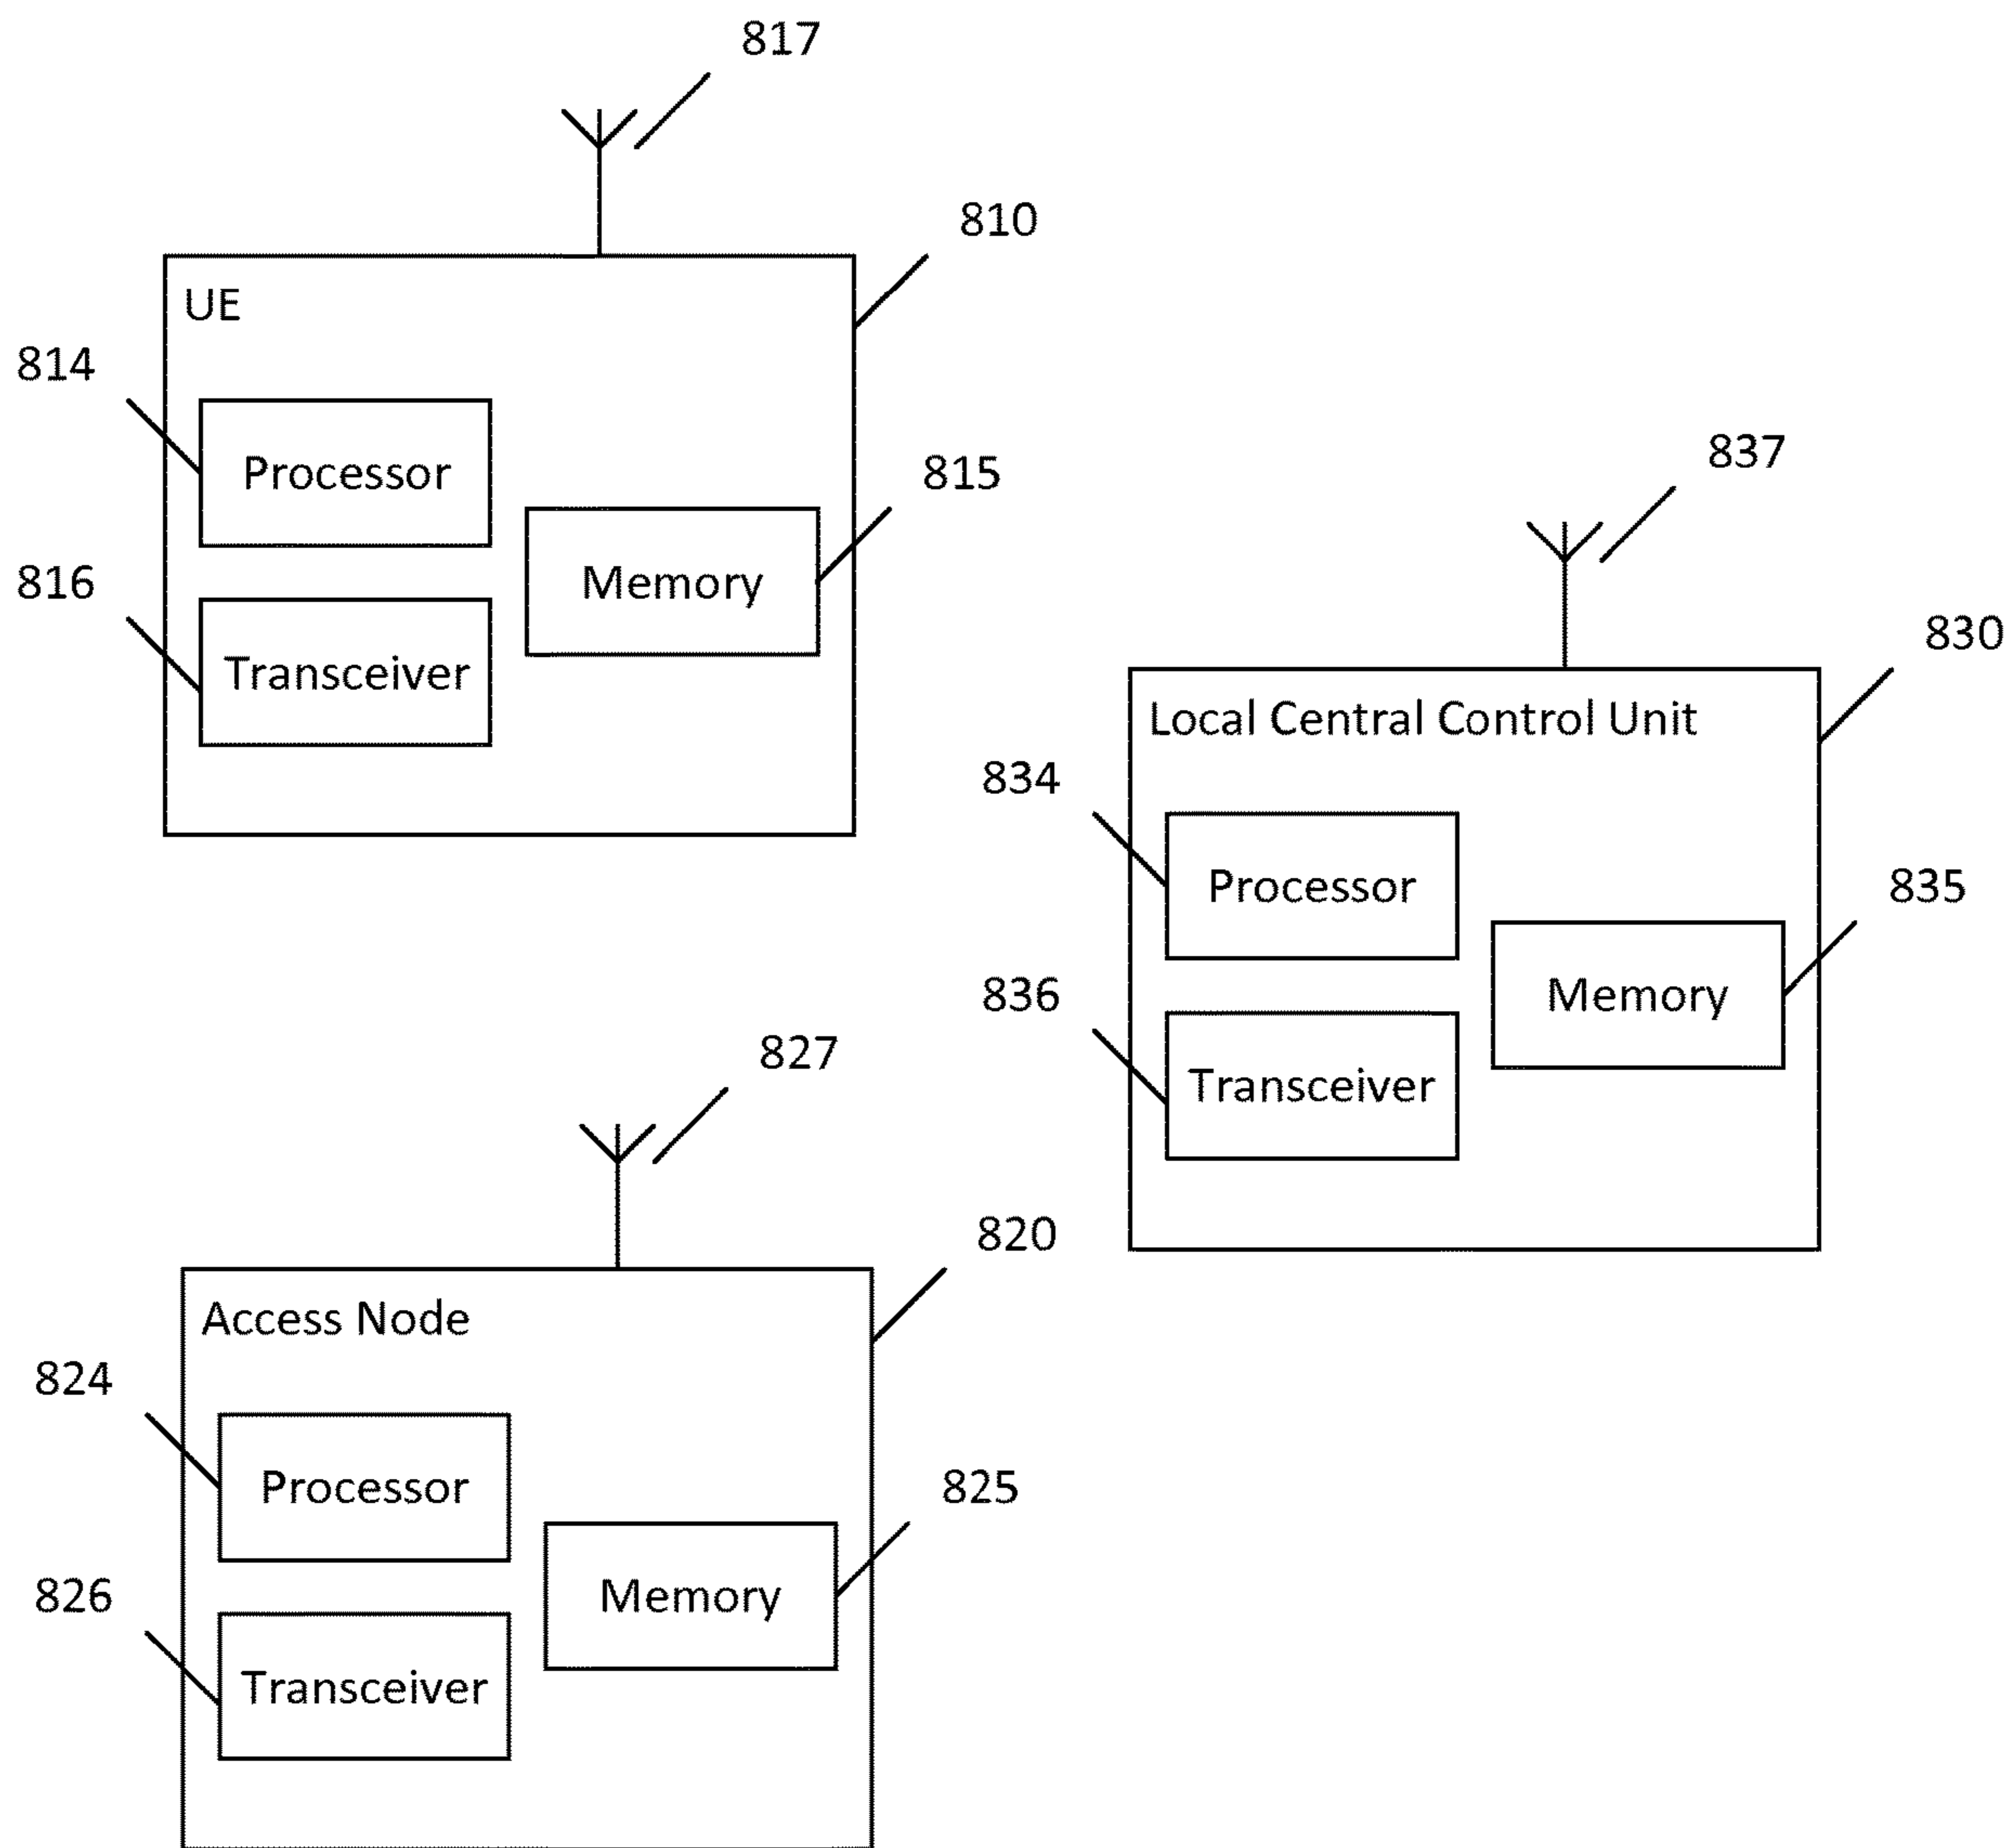 817
810
UE
814
Processor
815
Memory
816
Transceiver
837
830
Local Central Control Unit
834
Processor
835
Memory
836
Transceiver
827
820
Access Node
824
Processor
825
Memory
826
Transceiver